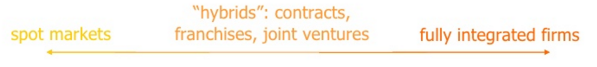 "hybrids": contracts,
spot markets franchises, joint ventures fully integrated firms